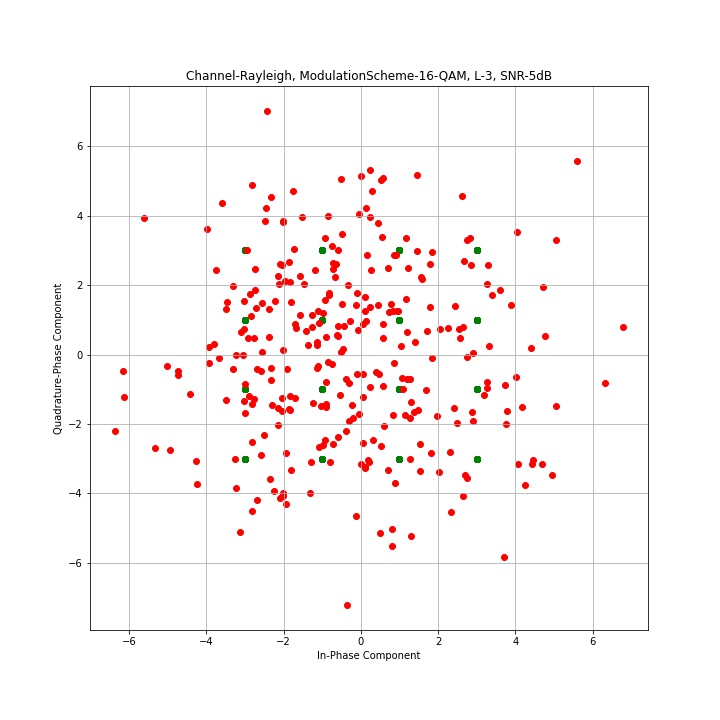 Channel-Rayleigh, ModulationScheme-16-QAM, L-3, SNR-5dB
6
4
2
0
−2
−4
−6
Quadrature-Phase Component
−6 −4 −2 0 2 4 6
In-Phase Component